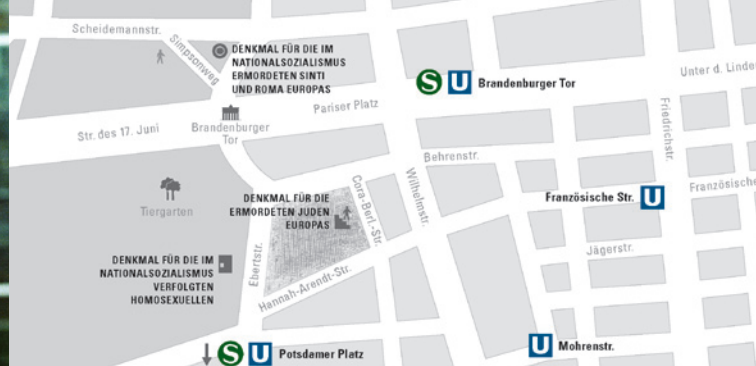 Scheidemannstr.
Simpsonweg
DENKMAL FÜR DIE IM
NATIONALSOZIALISMUS
ERMORDETEN SINTI
UND ROMA EUROPAS
S U Brandenburger Tor
Unter d. Linde
Pariser Platz
Str. des 17. Juni
Brandenburger
Tor
Friedrichstr.
Behrenstr.
Tiergarten
DENKMAL FÜR DIE
ERMORDETEN JUDEN
EUROPAS
Cora-Berl.-Str.
Wilhelmstr.
Französische Str. U
Französische
DENKMAL FÜR DIE IM
NATIONALSOZIALISMUS
VERFOLGTEN
HOMOSEXUELLEN
Ebertstr.
Hannah-Arendt-Str.
Jägerstr.
S U Potsdamer Platz
U Mohrenstr.